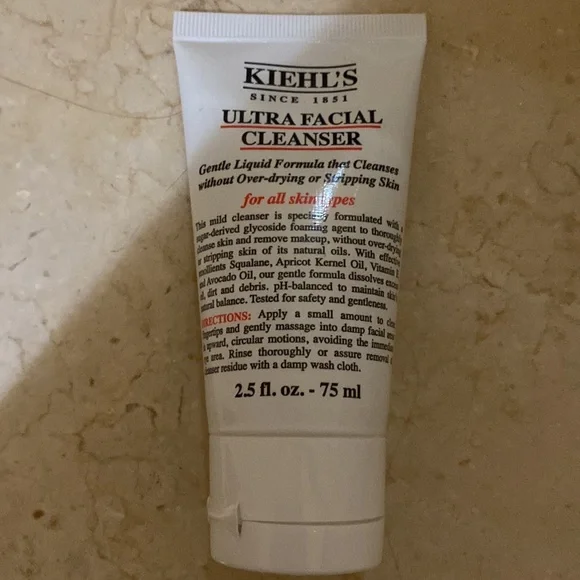 KIEHL'S
SINCE 1851
ULTRA FACIAL
CLEANSER
Gentle Liquid Formula that Cleanses
without Over-drying or Stripping Skin
for all skin types
This mild cleanser is specially formulated with a
sugar-derived glycoside foaming agent to thoroughly
cleanse skin and remove makeup, without over-drying
or stripping skin of its natural oils. With effective
emollients Squalane, Apricot Kernel Oil, Vitamin E
and Avocado Oil, our gentle formula dissolves excess
oil, dirt and debris. pH-balanced to maintain skin's
natural balance. Tested for safety and gentleness.
DIRECTIONS: Apply a small amount to clean
fingertips and gently massage into damp facial area
in upward, circular motions, avoiding the immediate
eye area. Rinse thoroughly or assure removal of
cleanser residue with a damp wash cloth.
2.5 fl. oz. - 75 ml